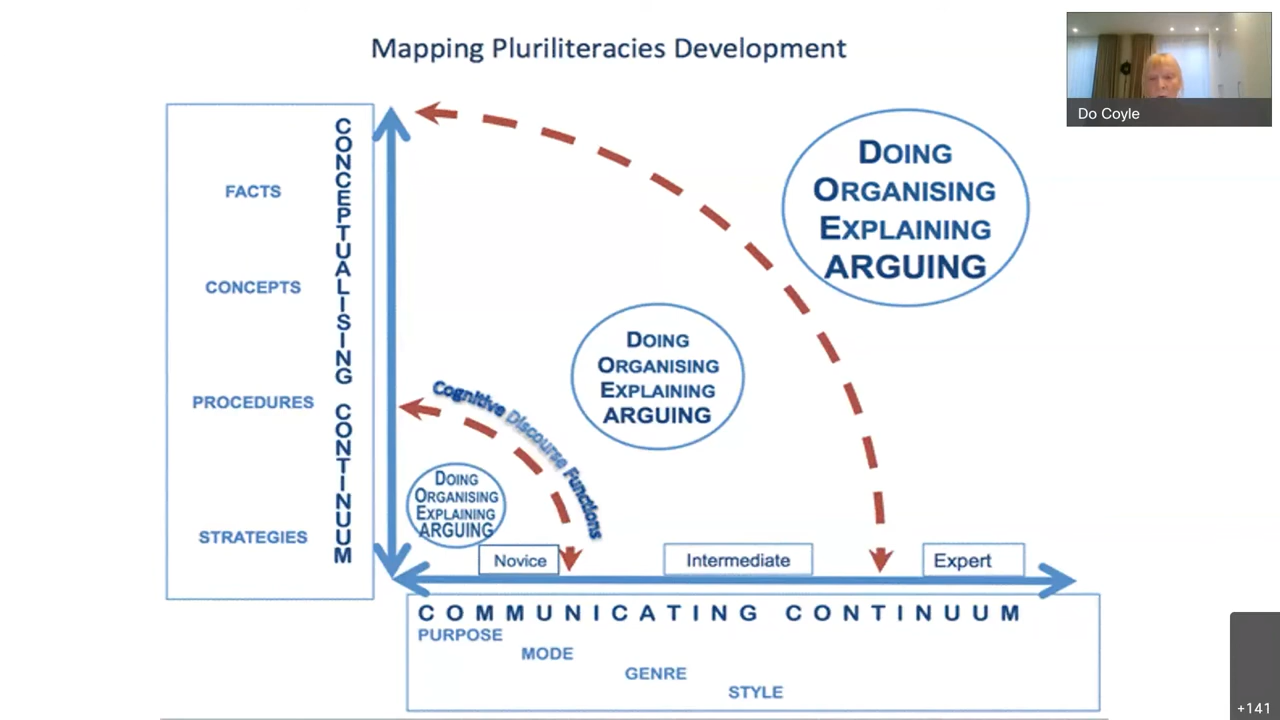 Mapping Pluriliteracies Development
Do Coyle
CONCEPTUALISING CONTINUUM
FACTS
CONCEPTS
PROCEDURES
STRATEGIES
DOING
ORGANISING
EXPLAINING
ARGUING
DOING
ORGANISING
EXPLAINING
ARGUING
Cognitive Discourse Functions
DOING
ORGANISING
EXPLAINING
ARGUING
Novice
Intermediate
Expert
COMMUNICATING CONTINUUM
PURPOSE
MODE
GENRE
STYLE
+141